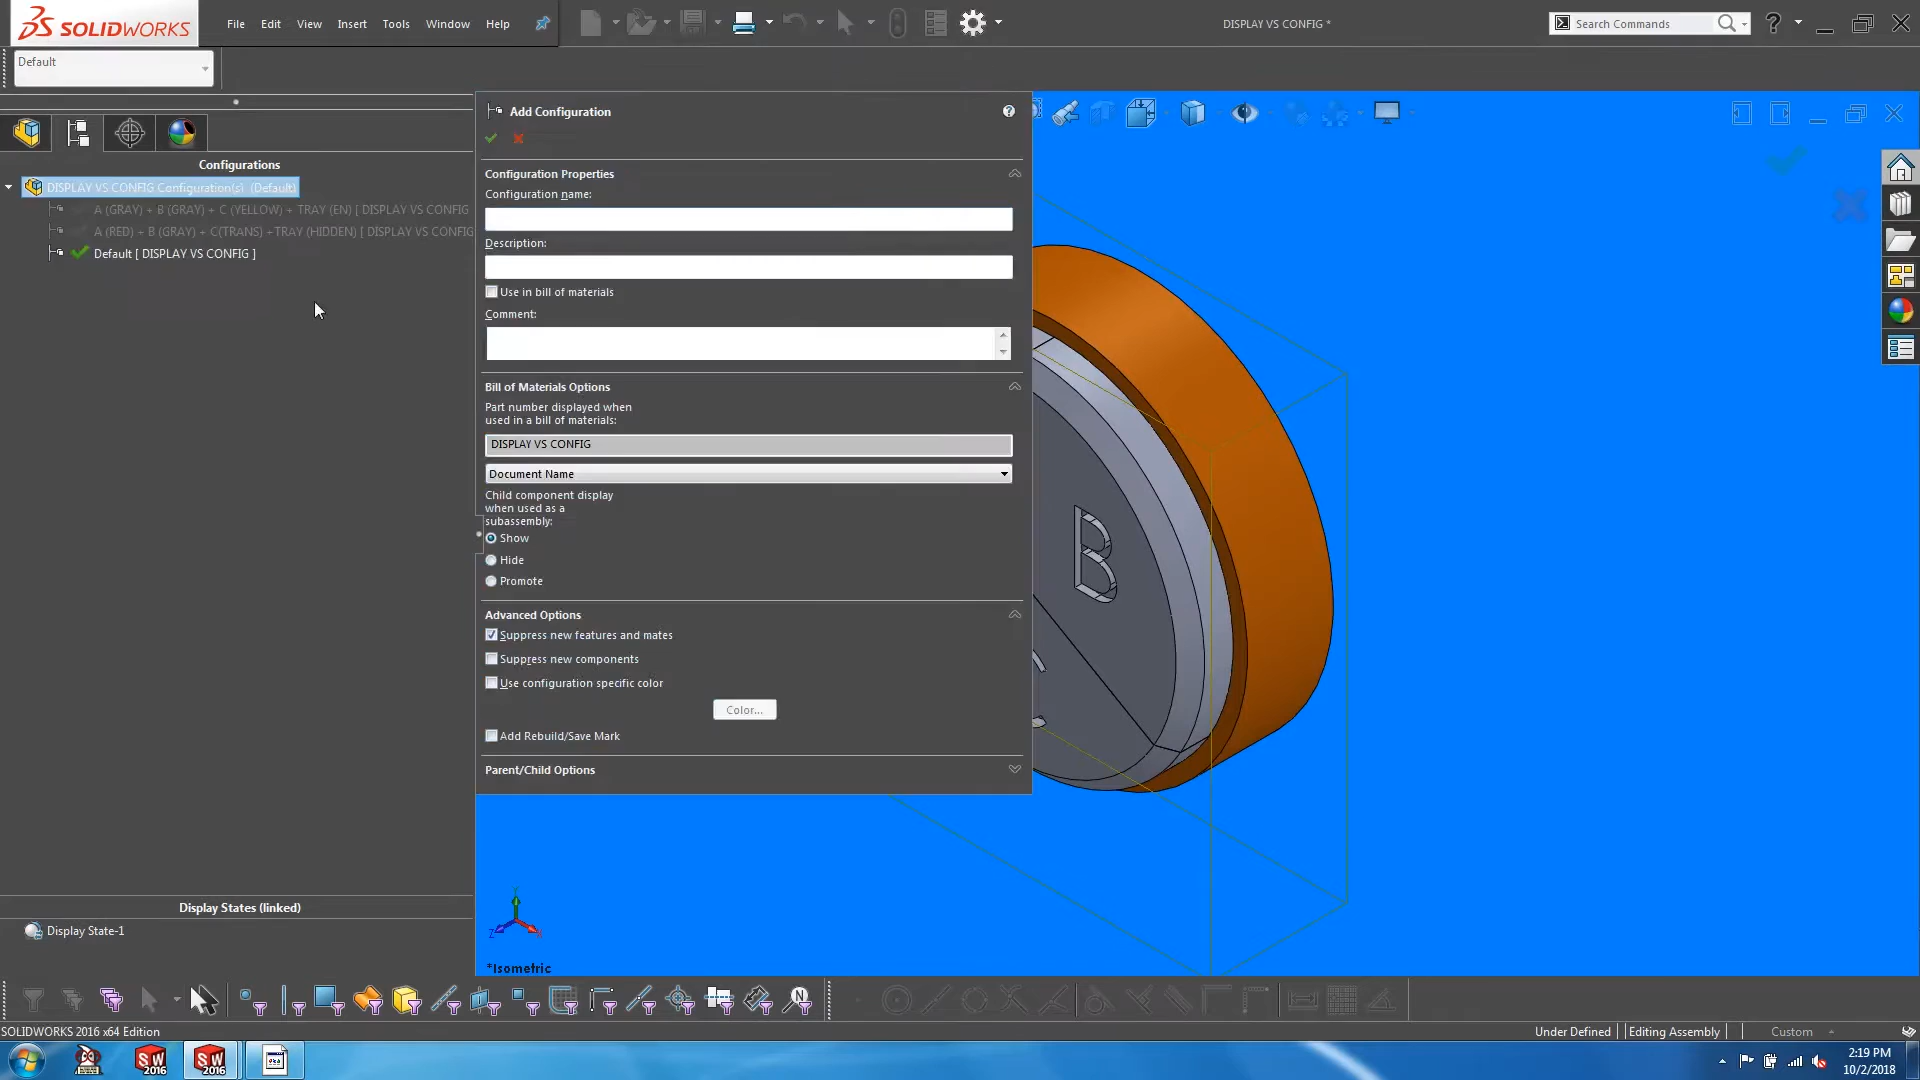 SOLIDWORKS
File Edit View Insert Tools Window Help
DISPLAY VS CONFIG *
Search Commands
Default
Configurations
DISPLAY VS CONFIG Configuration(s) (Default)
A (GRAY) + B (GRAY) + C (YELLOW) + TRAY (EN) [ DISPLAY VS CONFIG
A (RED) + B (GRAY) + C(TRANS) +TRAY (HIDDEN) [ DISPLAY VS CONFIG
Default [ DISPLAY VS CONFIG ]
Add Configuration
Configuration Properties
Configuration name:
Description:
Use in bill of materials
Comment:
Bill of Materials Options
Part number displayed when
used in a bill of materials:
DISPLAY VS CONFIG
Document Name
Child component display
when used as a
subassembly:
Show
Hide
Promote
Advanced Options
Suppress new features and mates
Suppress new components
Use configuration specific color
Color...
Add Rebuild/Save Mark
Parent/Child Options
B
Display States (linked)
Display State-1
*Isometric
SOLIDWORKS 2016 x64 Edition
Under Defined
Editing Assembly
Custom
SW
2016
SW
2016
2:19 PM
10/2/2018